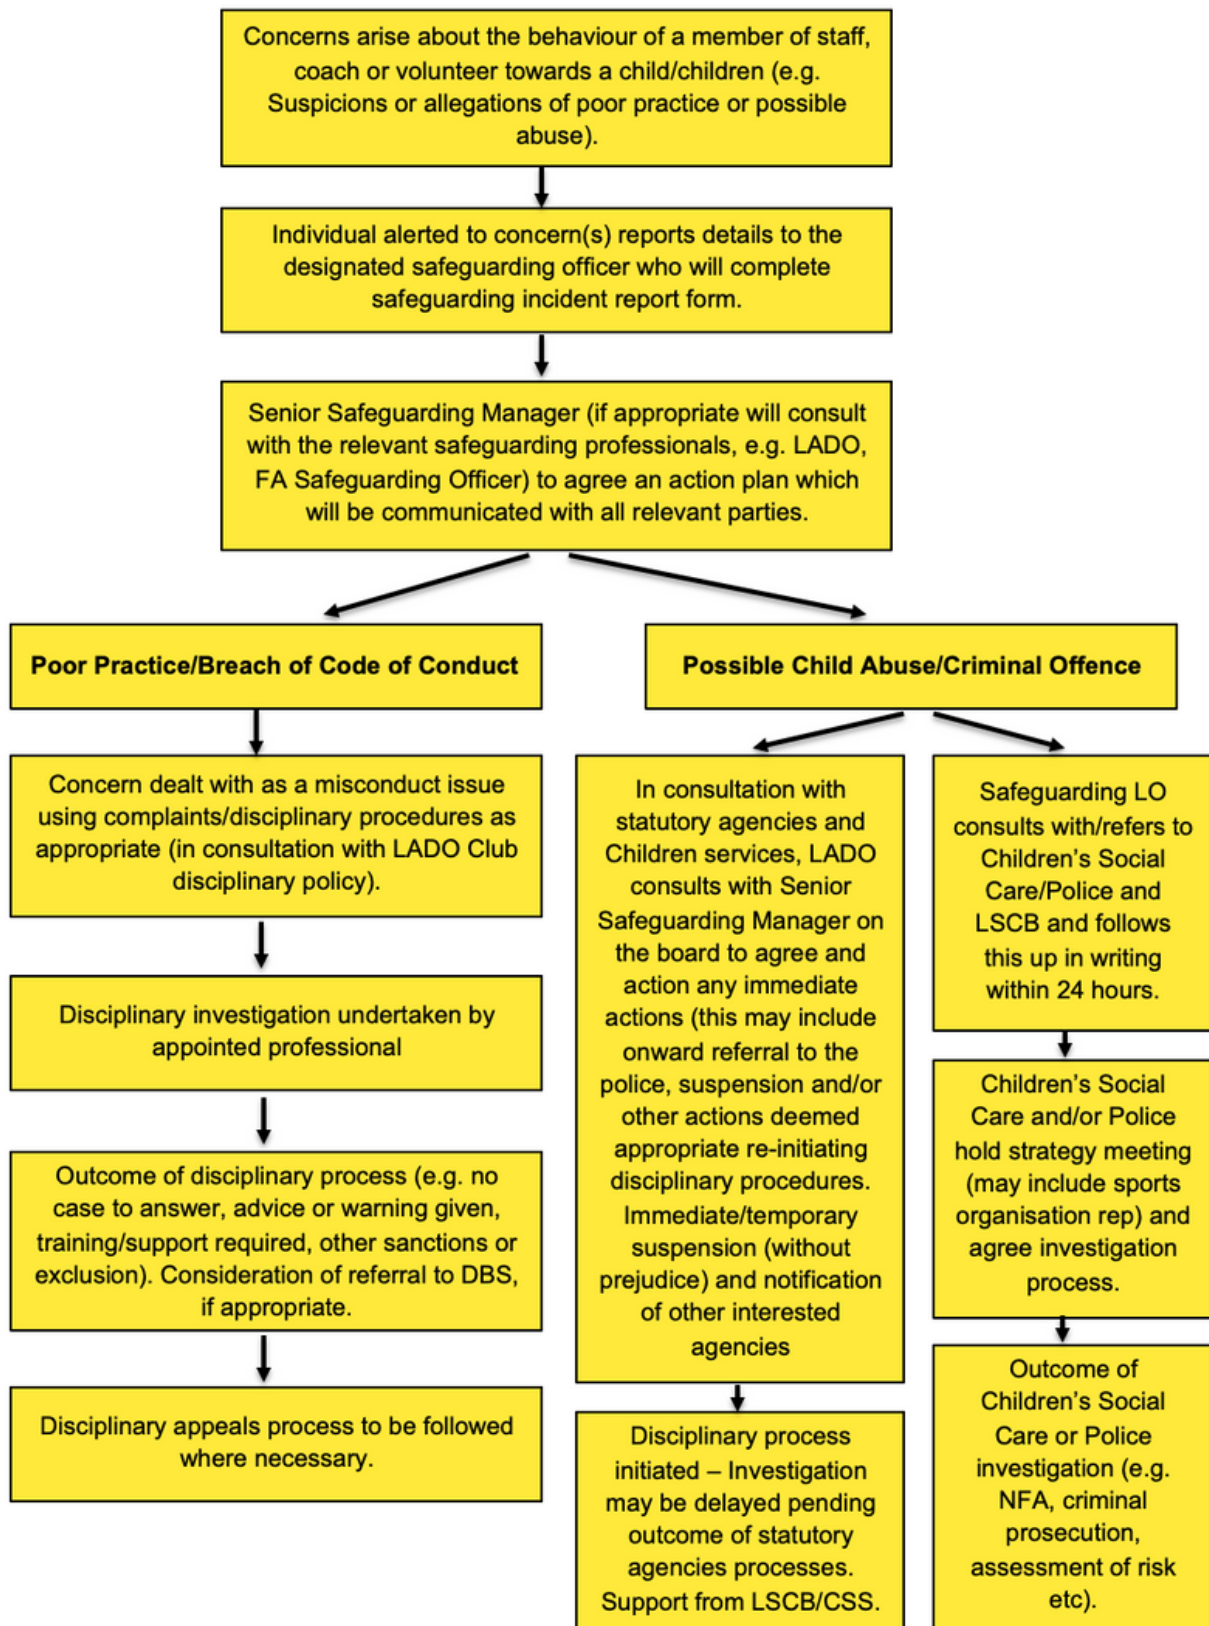 Concerns arise about the behaviour of a member of staff,
coach or volunteer towards a child/children (e.g.
Suspicions or allegations of poor practice or possible
abuse).
Individual alerted to concern(s) reports details to the
designated safeguarding officer who will complete
safeguarding incident report form.
Senior Safeguarding Manager (if appropriate will consult
with the relevant safeguarding professionals, e.g. LADO,
FA Safeguarding Officer) to agree an action plan which
will be communicated with all relevant parties.
Poor Practice/Breach of Code of Conduct
Concern dealt with as a misconduct issue
using complaints/disciplinary procedures as
appropriate (in consultation with LADO Club
disciplinary policy).
Disciplinary investigation undertaken by
appointed professional
Outcome of disciplinary process (e.g. no
case to answer, advice or warning given,
training/support required, other sanctions or
exclusion). Consideration of referral to DBS,
if appropriate.
Disciplinary appeals process to be followed
where necessary.
Possible Child Abuse/Criminal Offence
In consultation with
statutory agencies and
Children services, LADO
consults with Senior
Safeguarding Manager on
the board to agree and
action any immediate
actions (this may include
onward referral to the
police, suspension and/or
other actions deemed
appropriate re-initiating
disciplinary procedures.
Immediate/temporary
suspension (without
prejudice) and notification
of other interested
agencies
Disciplinary process
initiated – Investigation
may be delayed pending
outcome of statutory
agencies processes.
Support from LSCB/CSS.
Safeguarding LO
consults with/refers to
Children's Social
Care/Police and
LSCB and follows
this up in writing
within 24 hours.
Children's Social
Care and/or Police
hold strategy meeting
(may include sports
organisation rep) and
agree investigation
process.
Outcome of
Children's Social
Care or Police
investigation (e.g.
NFA, criminal
prosecution,
assessment of risk
etc).